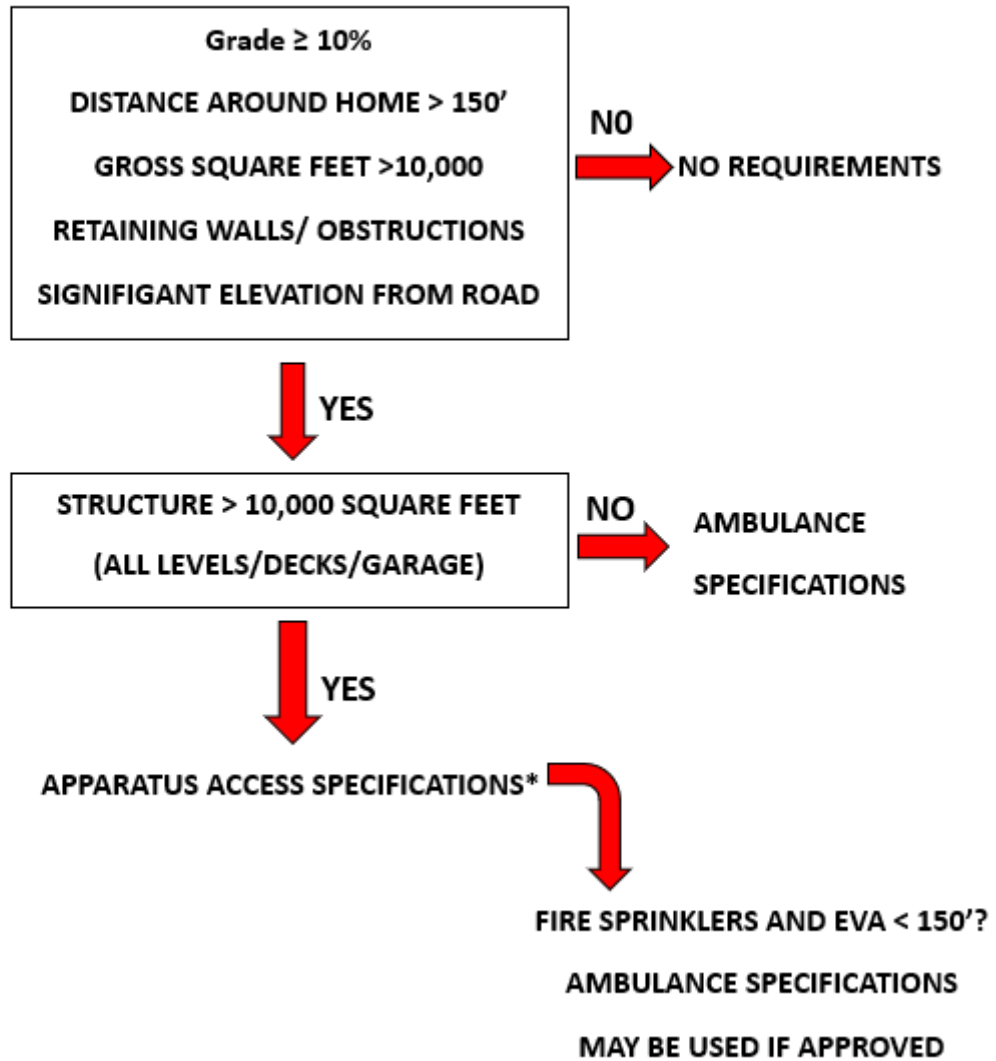 Grade ≥ 10%
DISTANCE AROUND HOME > 150’
GROSS SQUARE FEET >10,000
RETAINING WALLS/ OBSTRUCTIONS
SIGNIFIGANT ELEVATION FROM ROAD
N0
NO REQUIREMENTS
YES
STRUCTURE > 10,000 SQUARE FEET
(ALL LEVELS/DECKS/GARAGE)
NO
AMBULANCE
SPECIFICATIONS
YES
APPARATUS ACCESS SPECIFICATIONS*
FIRE SPRINKLERS AND EVA < 150’?
AMBULANCE SPECIFICATIONS
MAY BE USED IF APPROVED